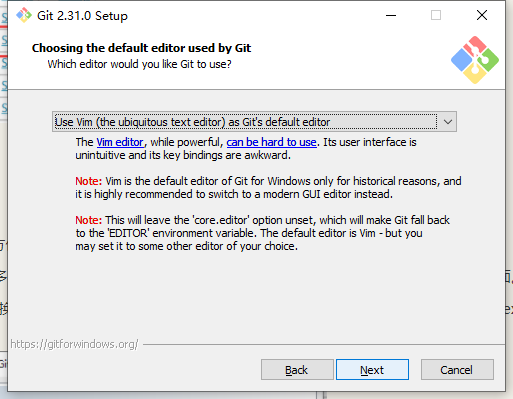 Git 2.31.0 Setup
Choosing the default editor used by Git
Which editor would you like Git to use?
Use Vim (the ubiquitous text editor) as Git's default editor
The Vim editor, while powerful, can be hard to use. Its user interface is
unintuitive and its key bindings are awkward.
Note: Vim is the default editor of Git for Windows only for historical reasons, and
it is highly recommended to switch to a modern GUI editor instead.
Note: This will leave the 'core.editor' option unset, which will make Git fall back
to the 'EDITOR' environment variable. The default editor is Vim - but you
may set it to some other editor of your choice.
https://gitforwindows.org/
Back
Next
Cancel